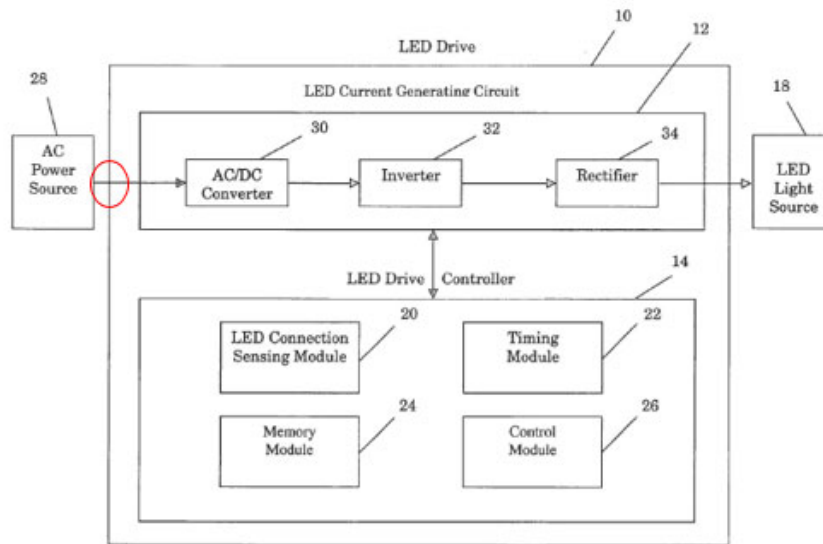 10
LED Drive
12
28
LED Current Generating Circuit
18
30
32
34
AC
Power
Source
AC/DC
Converter
Inverter
Rectifier
LED
Light
Source
LED Drive Controller
14
20
22
LED Connection
Sensing Module
Timing
Module
24
26
Memory
Module
Control
Module